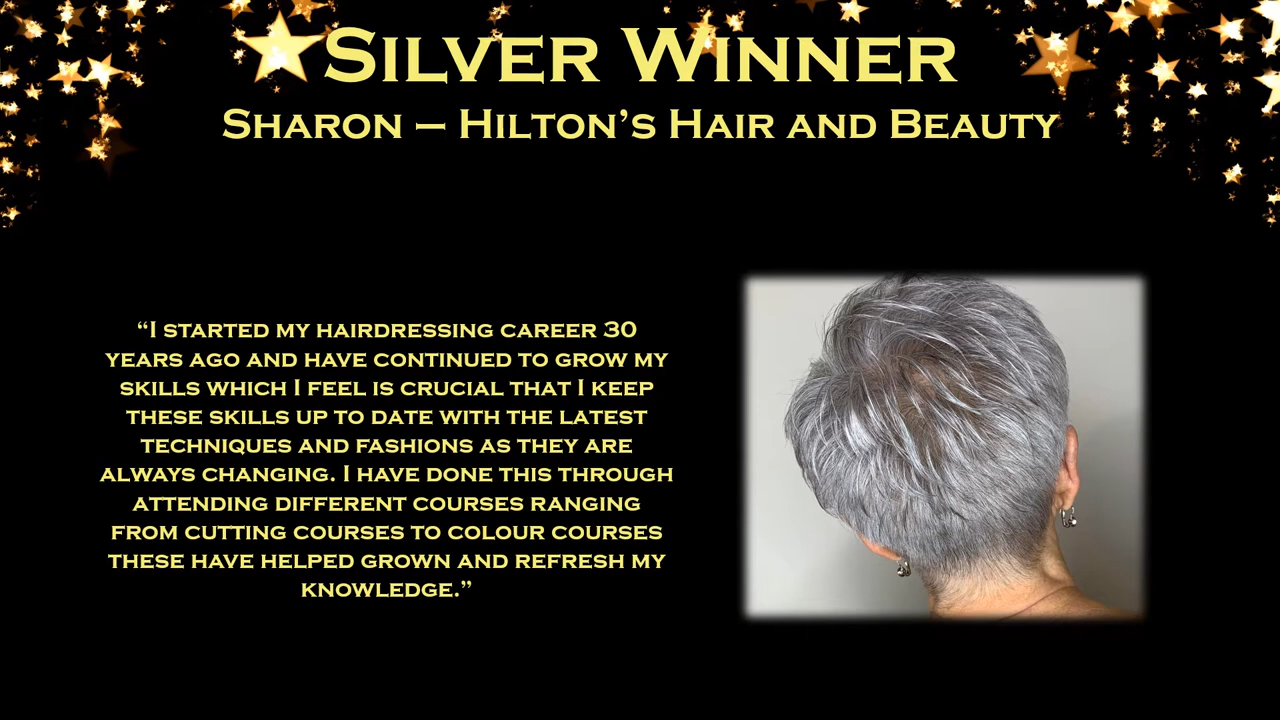 Silver Winner
Sharon – Hilton’s Hair and Beauty
“I started my hairdressing career 30
years ago and have continued to grow my
skills which I feel is crucial that I keep
these skills up to date with the latest
techniques and fashions as they are
always changing. I have done this through
attending different courses ranging
from cutting courses to colour courses
these have helped grown and refresh my
knowledge.”